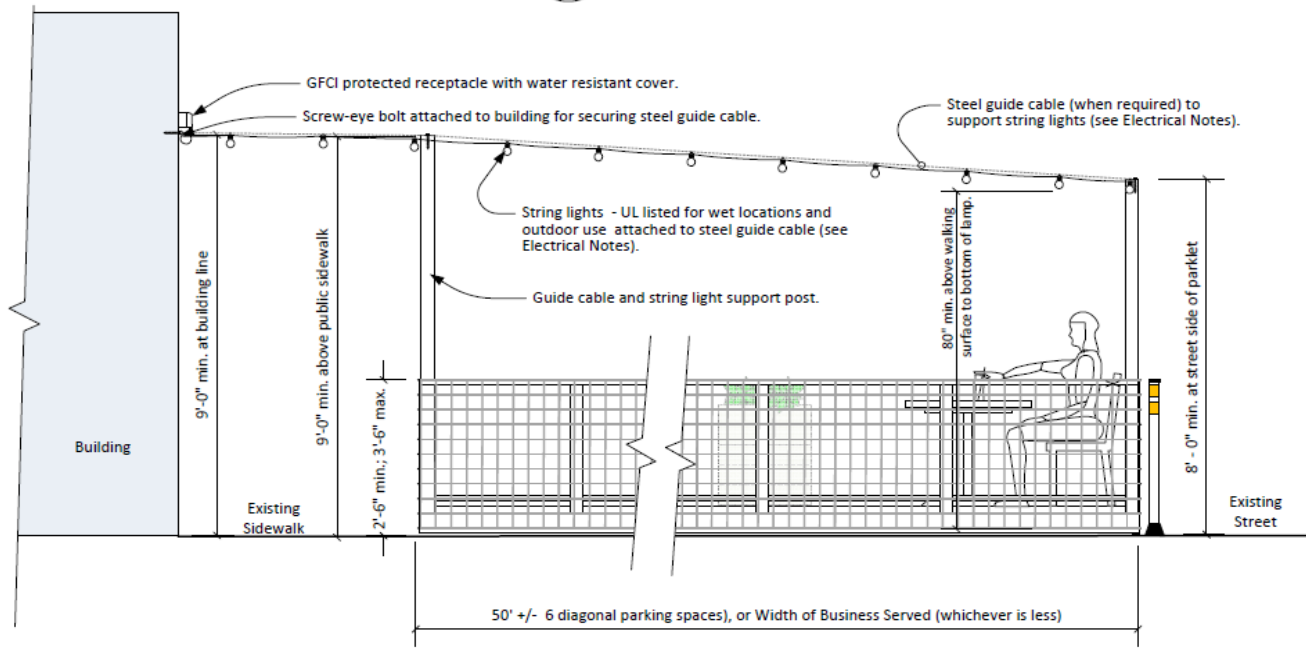 GFCI protected receptacle with water resistant cover.
Screw-eye bolt attached to building for securing steel guide cable.
Steel guide cable (when required) to
support string lights (see Electrical Notes).
String lights - UL listed for wet locations and
outdoor use attached to steel guide cable (see
Electrical Notes).
Guide cable and string light support post.
9'-0" min. at building line
9'-0" min. above public sidewalk
2'-6" min.; 3'-6" max.
80" min. above walking
surface to bottom of lamp.
8' - 0" min. at street side of parklet
Building
Existing
Sidewalk
Existing
Street
50' +/- 6 diagonal parking spaces), or Width of Business Served (whichever is less)